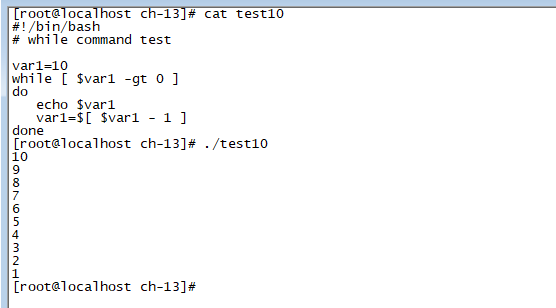 [root@localhost ch-13]# cat test10
#!/bin/bash
# while command test

var1=10
while [ $var1 -gt 0 ]
do
   echo $var1
   var1=$[ $var1 - 1 ]
done
[root@localhost ch-13]# ./test10
10
9
8
7
6
5
4
3
2
1
[root@localhost ch-13]#